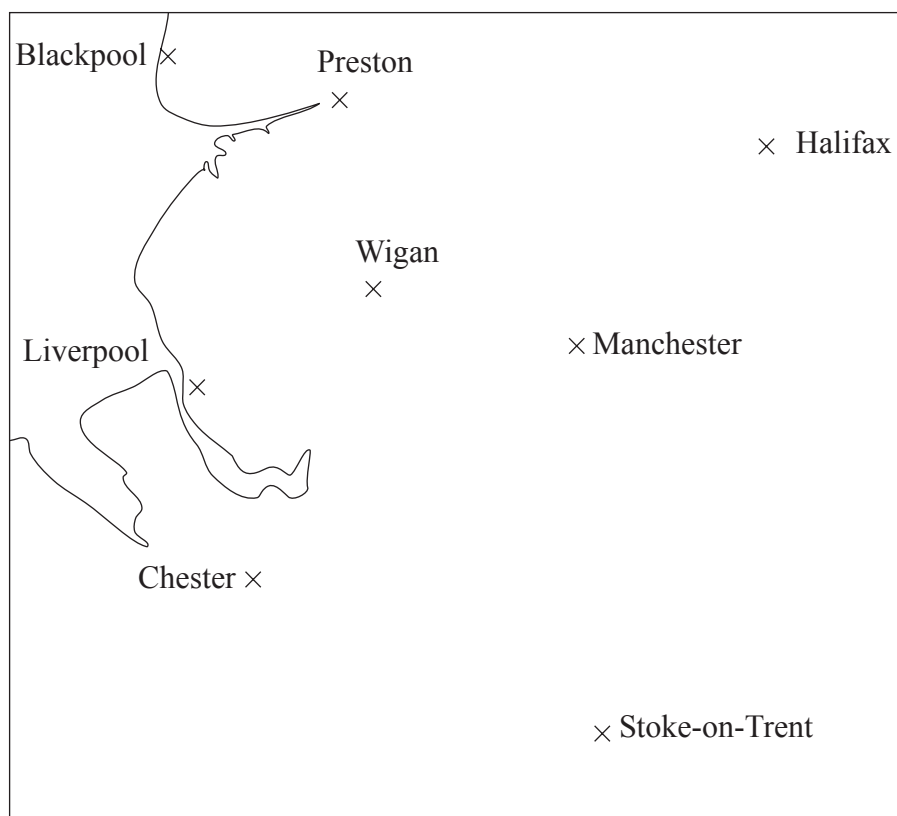 Blackpool
Preston
Halifax
Wigan
Liverpool
Manchester
Chester
Stoke-on-Trent